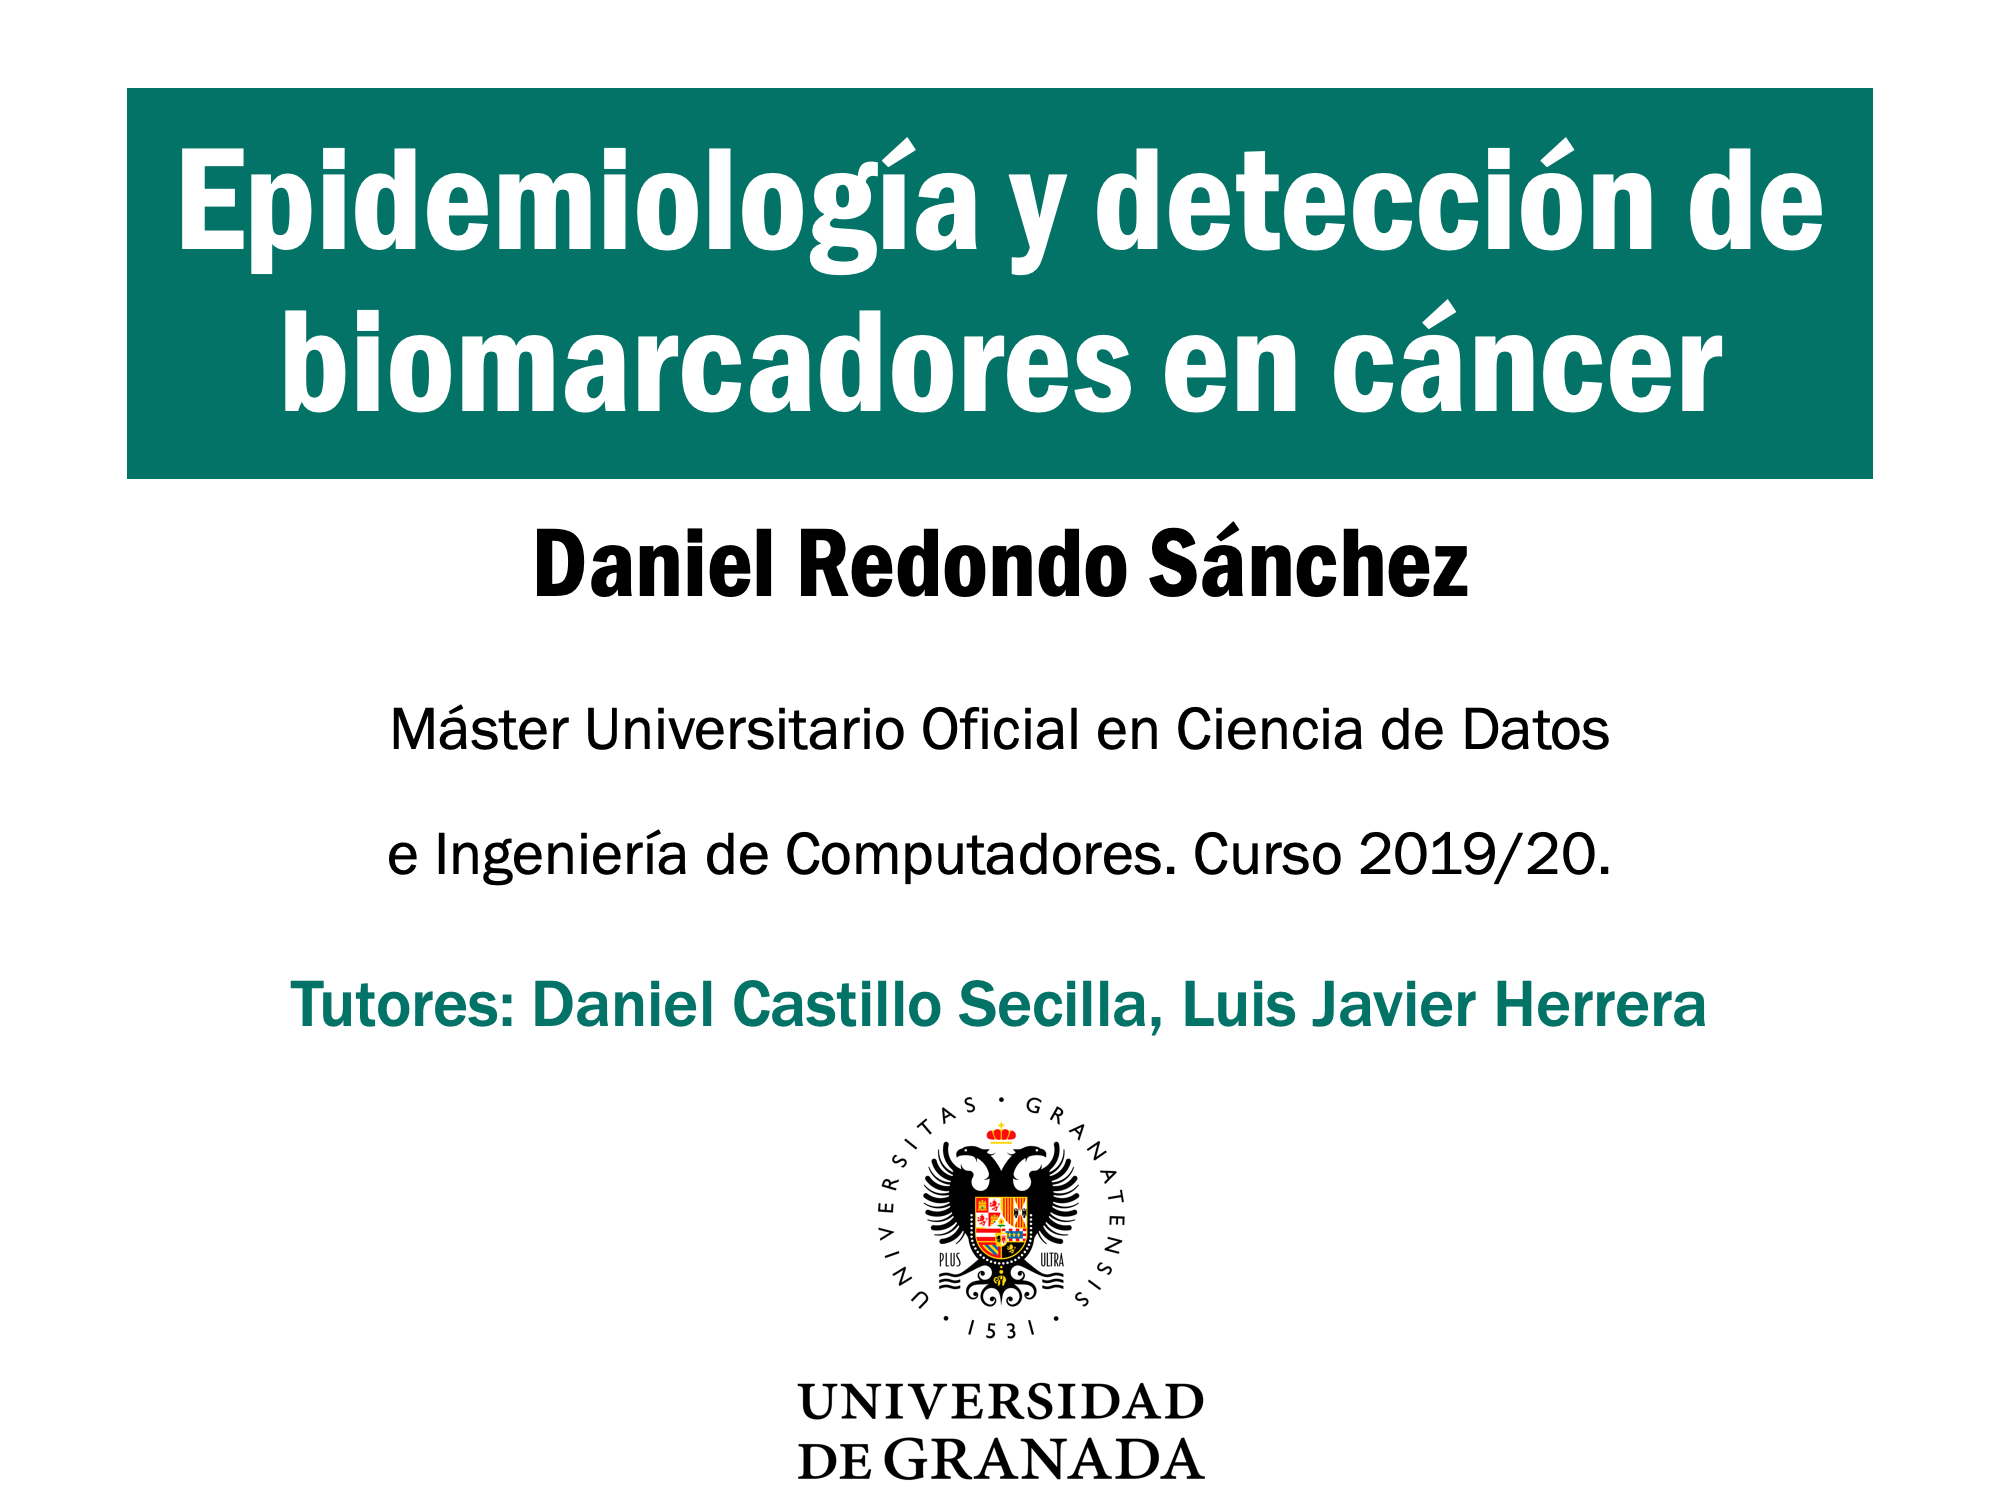 Epidemiología y detección de
biomarcadores en cáncer
Daniel Redondo Sánchez
Máster Universitario Oficial en Ciencia de Datos
e Ingeniería de Computadores. Curso 2019/20.
Tutores: Daniel Castillo Secilla, Luis Javier Herrera
UNIVERSITAS · GRANATENSIS · 1531 ·
PLUS ULTRA
UNIVERSIDAD
DE GRANADA